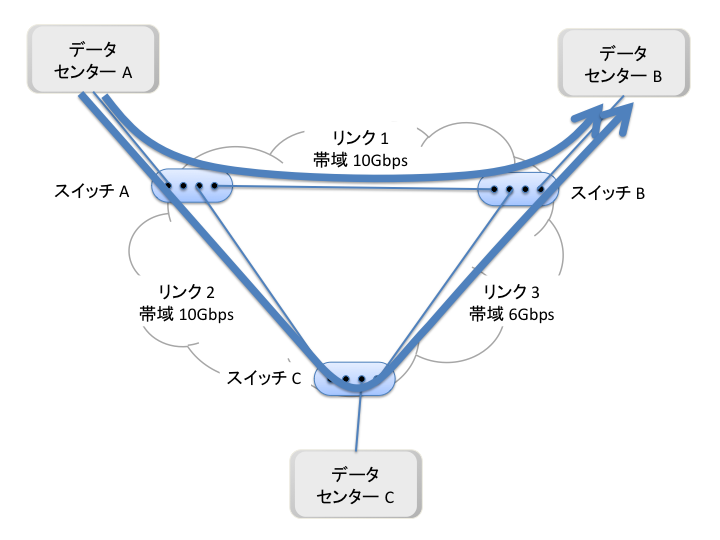 データ
センター A
データ
センター B
リンク 1
帯域 10Gbps
スイッチ A
スイッチ B
リンク 2
帯域 10Gbps
リンク 3
帯域 6Gbps
スイッチ C
データ
センター C